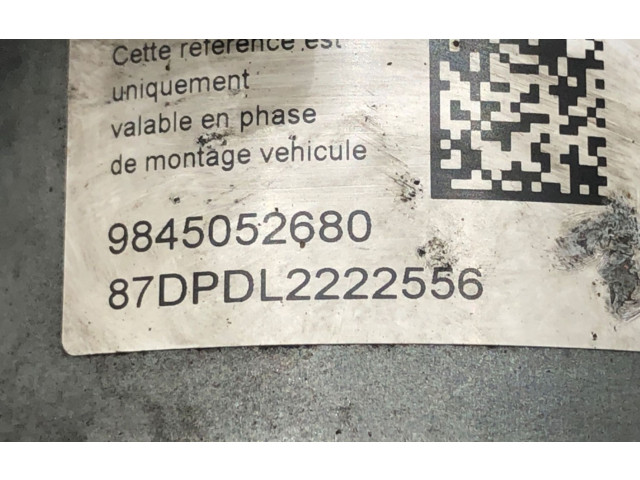 Cette reference est
uniquement
valable en phase
de montage vehicule
9845052680
87DPDL2222556